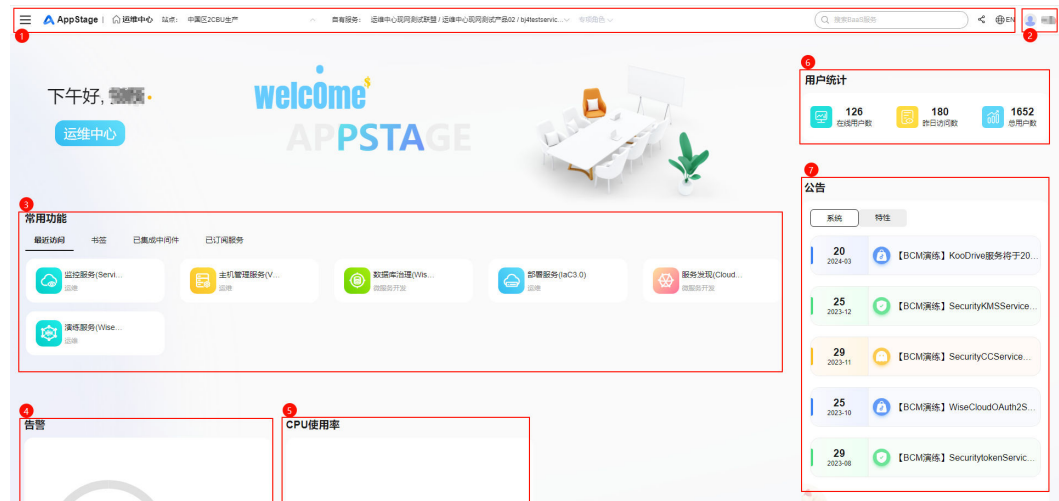 AppStage 运维中心 站点: 中国区2CBU生产 查看服务: 运维中心现网测试联盟 / 运维中心现网测试产品02 / bj4testservic... 专视角色 搜索BaaS服务 EN
1
2
下午好,
welcome
运维中心
APPSTAGE
6
用户统计
126 180 1652
在线用户数 昨日访问数 总用户数
3
常用功能
最近访问 书签 已集成中间件 已订阅服务
监控服务(Servi...
运维
主机管理服务(V...
运维
数据库治理(Wis...
微服务开发
部署服务(IaC3.0)
运维
服务发现(Cloud...
微服务开发
演练服务(Wise...
运维
7
公告
系统 特性
20
2024-03
【BCM演练】KooDrive服务将于20...
25
2023-12
【BCM演练】SecurityKMSService...
29
2023-11
【BCM演练】SecurityCCService...
25
2023-10
【BCM演练】WiseCloudOAuth2S...
29
2023-08
【BCM演练】SecuritytokenServic...
4
告警
5
CPU使用率